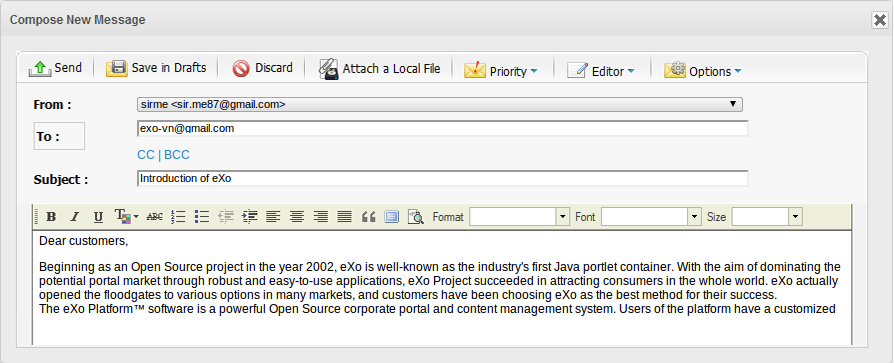 Compose New Message
Send Save in Drafts Discard Attach a Local File Priority Editor Options
From : sirme <sir.me87@gmail.com>
To : exo-vn@gmail.com
CC | BCC
Subject : Introduction of eXo
B I U T ABC Format Font Size
Dear customers,
Beginning as an Open Source project in the year 2002, eXo is well-known as the industry's first Java portlet container. With the aim of dominating the
potential portal market through robust and easy-to-use applications, eXo Project succeeded in attracting consumers in the whole world. eXo actually
opened the floodgates to various options in many markets, and customers have been choosing eXo as the best method for their success.
The eXo Platform™ software is a powerful Open Source corporate portal and content management system. Users of the platform have a customized